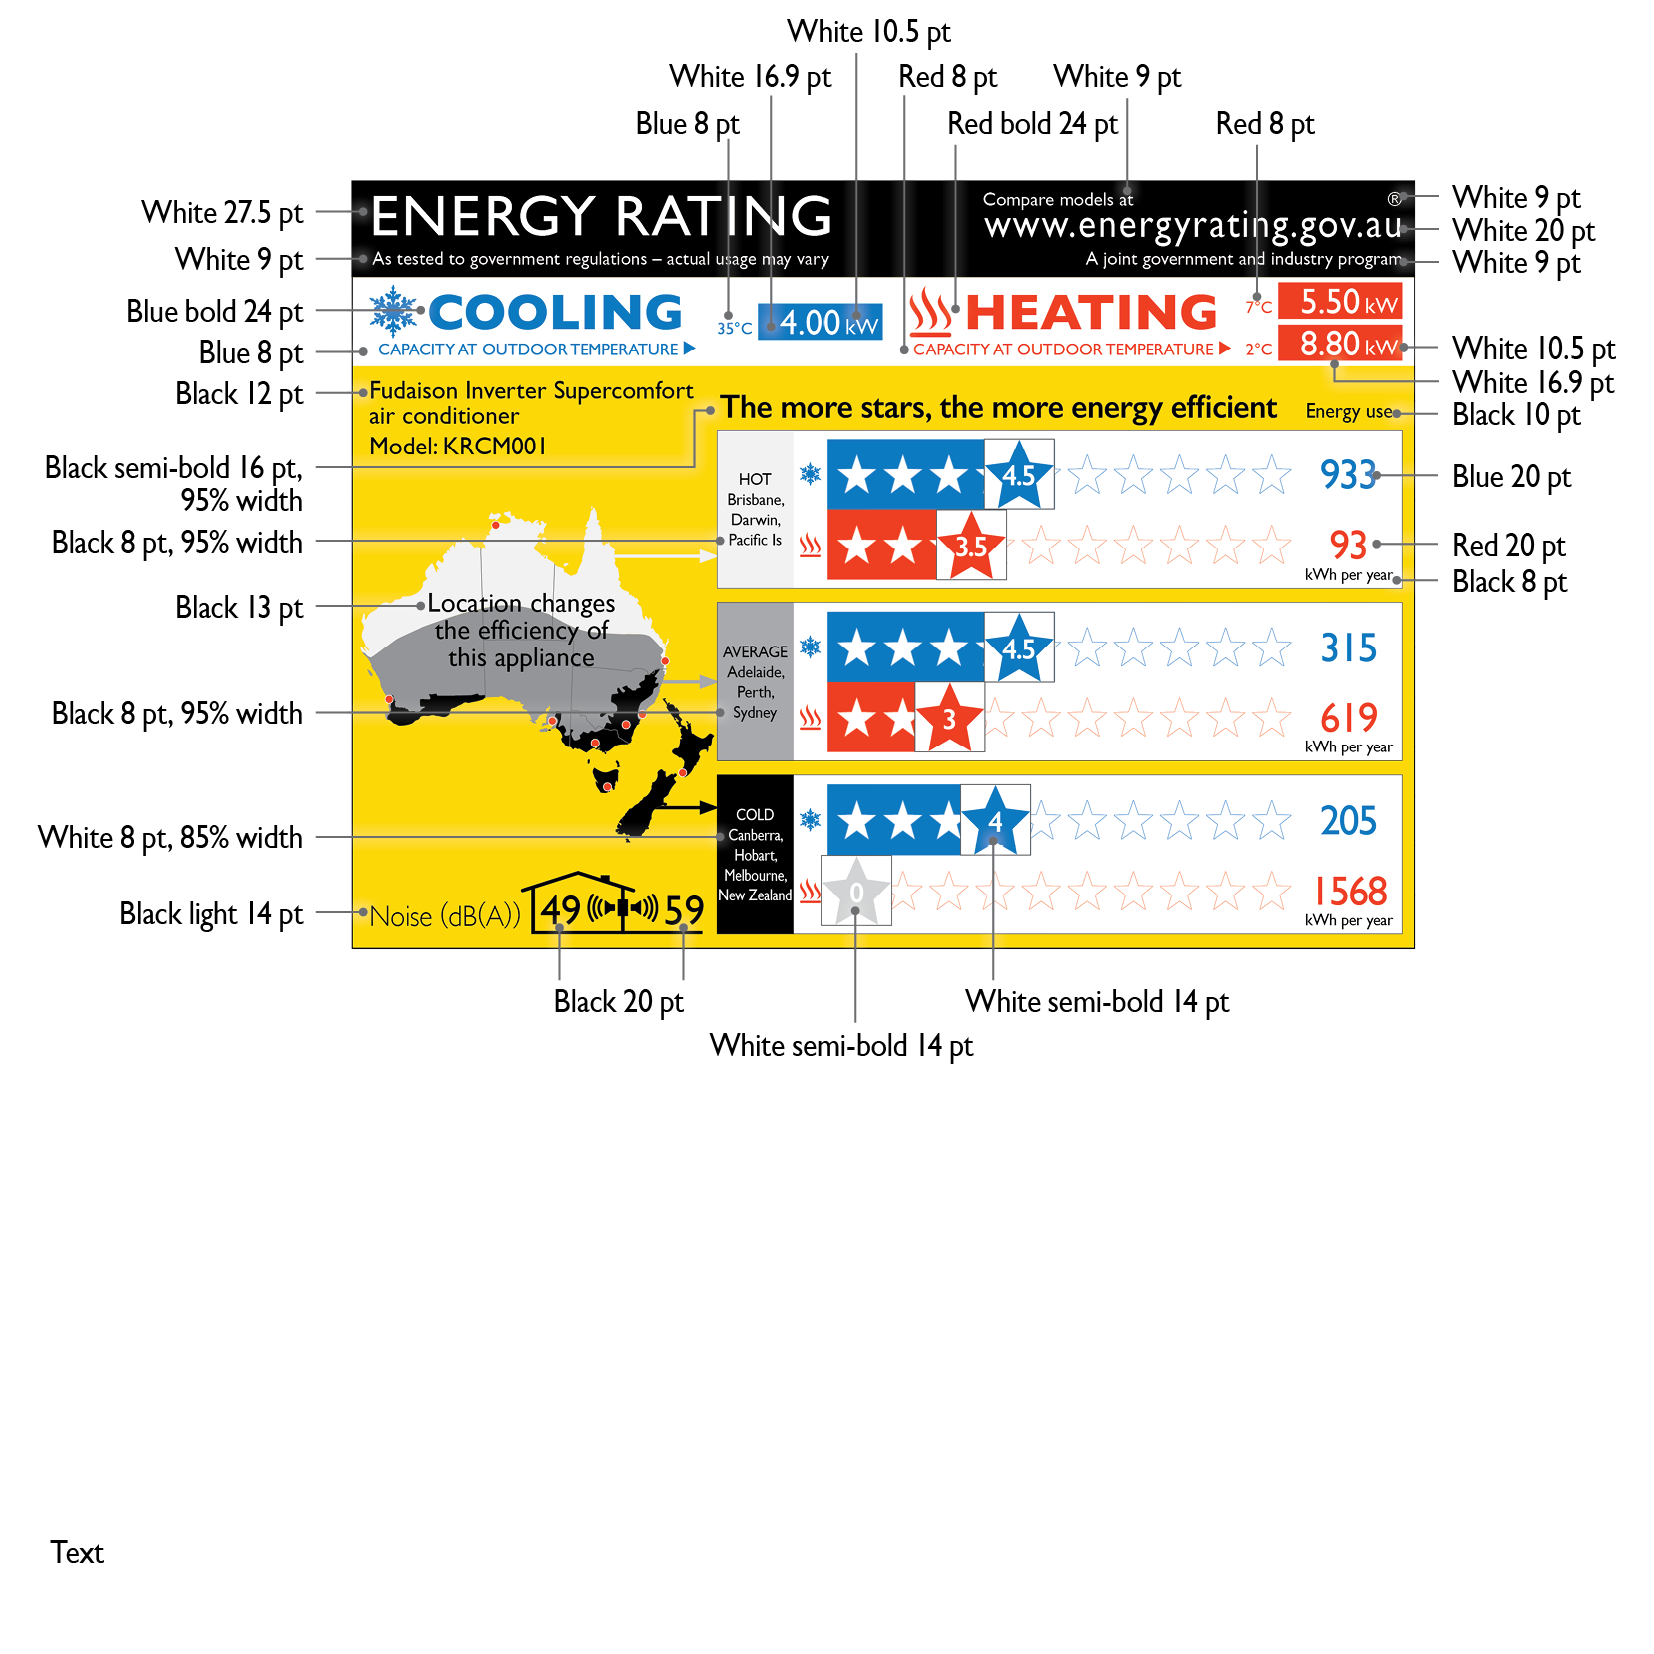 White 10.5 pt
White 16.9 pt
Red 8 pt
White 9 pt
Blue 8 pt
Red bold 24 pt
Red 8 pt
White 27.5 pt
White 9 pt
Blue bold 24 pt
Blue 8 pt
Black 12 pt
Black semi-bold 16 pt,
95% width
Black 8 pt, 95% width
Black 13 pt
Black 8 pt, 95% width
White 8 pt, 85% width
Black light 14 pt
ENERGY RATING
As tested to government regulations – actual usage may vary
Compare models at
®
www.energyrating.gov.au
A joint government and industry program
COOLING
CAPACITY AT OUTDOOR TEMPERATURE
35°C
4.00 kW
HEATING
CAPACITY AT OUTDOOR TEMPERATURE
7°C
5.50 kW
2°C
8.80 kW
Fudaison Inverter Supercomfort
air conditioner
Model: KRCM001
Location changes
the efficiency of
this appliance
Noise (dB(A))
49
59
The more stars, the more energy efficient
Energy use
HOT
Brisbane,
Darwin,
Pacific Is
4.5
933
3.5
93
kWh per year
AVERAGE
Adelaide,
Perth,
Sydney
4.5
315
3
619
kWh per year
COLD
Canberra,
Hobart,
Melbourne,
New Zealand
4
205
0
1568
kWh per year
White 9 pt
White 20 pt
White 9 pt
White 10.5 pt
White 16.9 pt
Black 10 pt
Blue 20 pt
Red 20 pt
Black 8 pt
Black 20 pt
White semi-bold 14 pt
White semi-bold 14 pt
Text